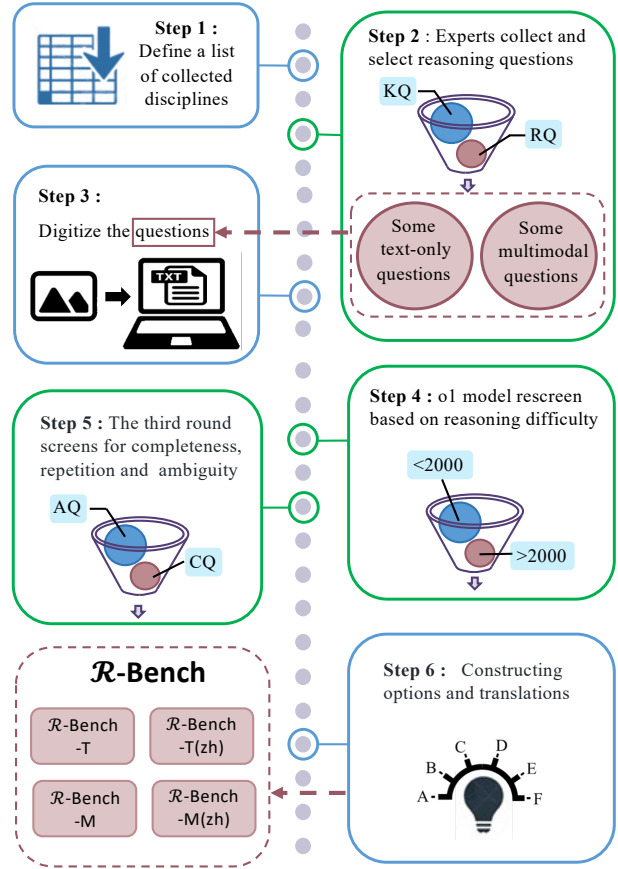 Step 1 :
Define a list
of collected
disciplines
Step 2 : Experts collect and
select reasoning questions
KQ
RQ
Some
text-only
questions
Some
multimodal
questions
Step 3 :
Digitize the questions
TXT
Step 4 : o1 model rescreen
based on reasoning difficulty
<2000
>2000
Step 5 : The third round
screens for completeness,
repetition and ambiguity
AQ
CQ
Step 6 : Constructing
options and translations
A
B
C
D
E
F
ℛ-Bench
ℛ-Bench
-T
ℛ-Bench
-T(zh)
ℛ-Bench
-M
ℛ-Bench
-M(zh)